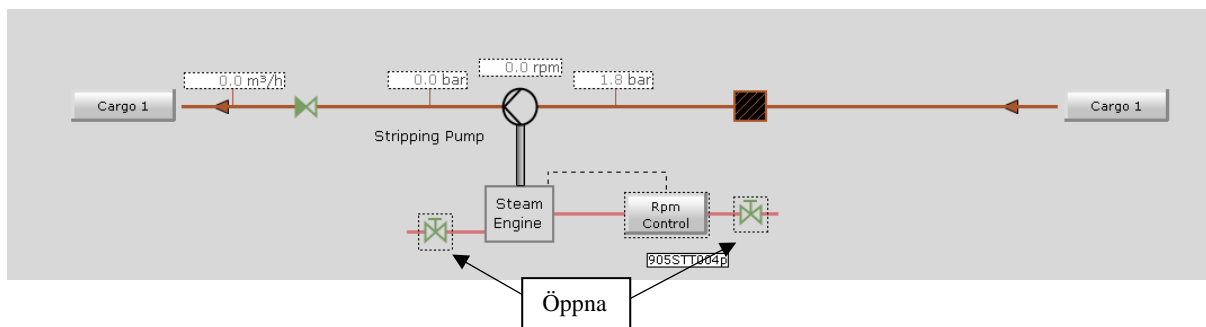 0.0 rpm
0.0 m³/h
0.0 bar
1.8 bar
Cargo 1
Cargo 1
Stripping Pump
Steam
Engine
Rpm
Control
905STT004p
Öppna